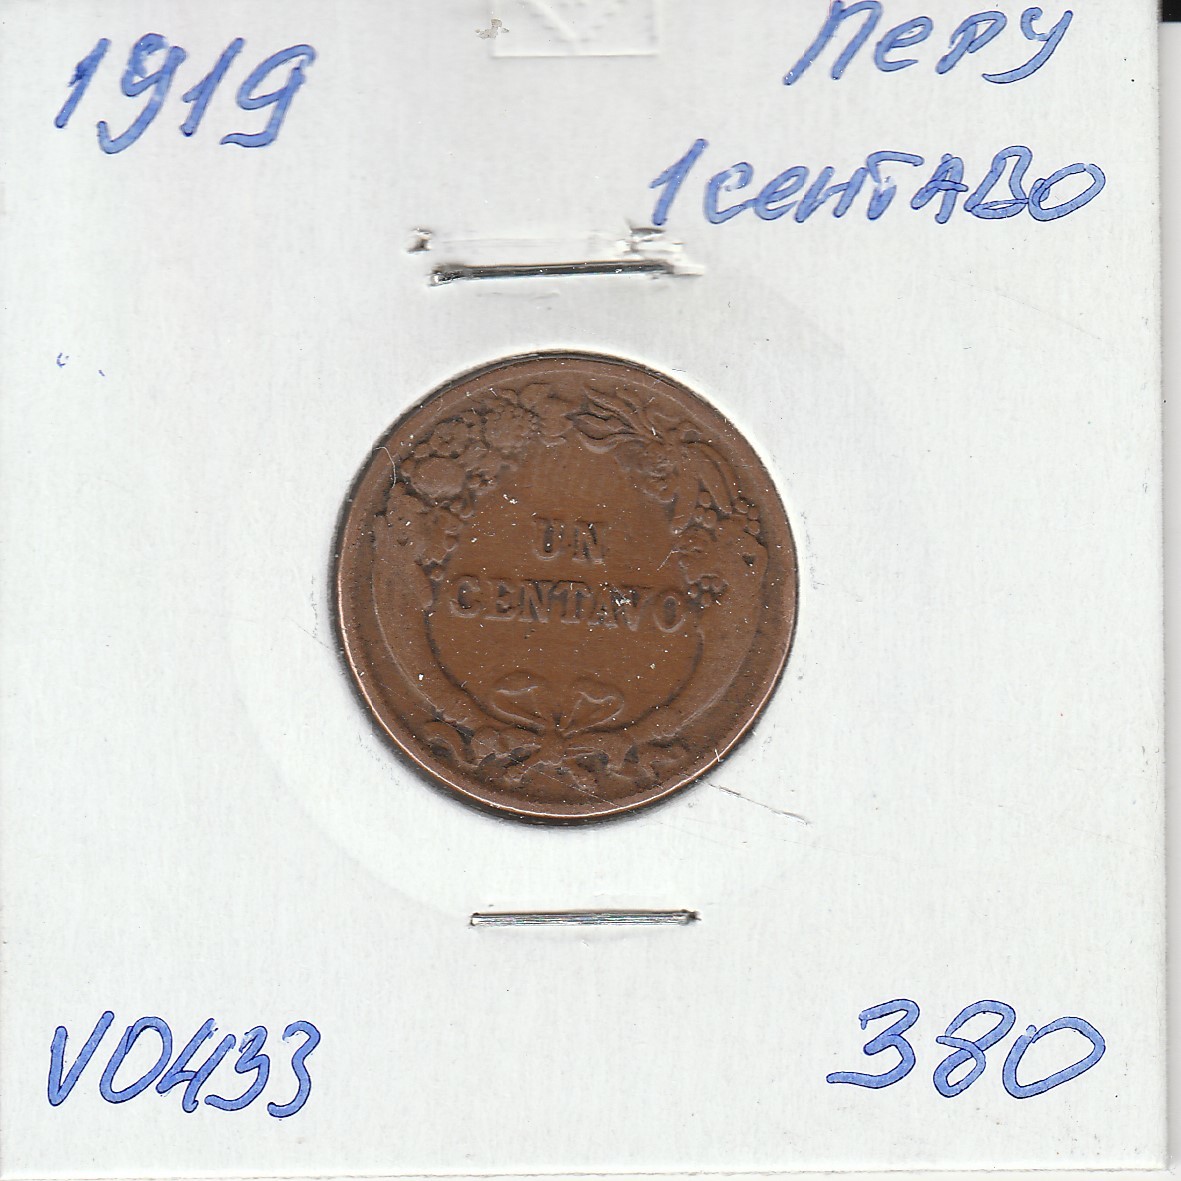 1919
Перу
1 сентаво
UN
CENTAVO
V0433
380